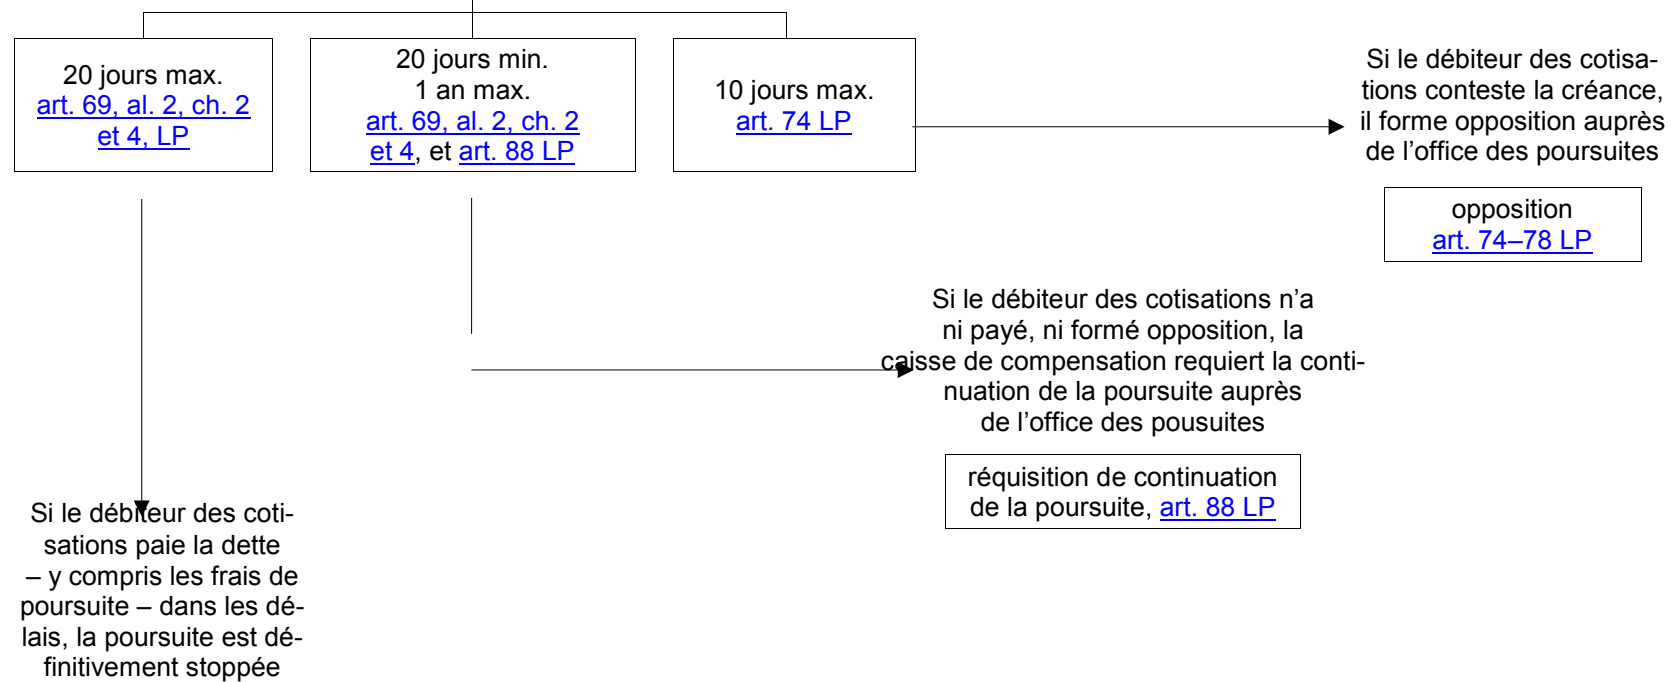 20 jours max.
art. 69, al. 2, ch. 2
et 4, LP
20 jours min.
1 an max.
art. 69, al. 2, ch. 2
et 4, et art. 88 LP
10 jours max.
art. 74 LP
Si le débiteur des cotisa-
tions conteste la créance,
il forme opposition auprès
de l’office des poursuites
opposition
art. 74–78 LP
Si le débiteur des cotisations n’a
ni payé, ni formé opposition, la
caisse de compensation requiert la conti-
nuation de la poursuite auprès
de l’office des pousuites
réquisition de continuation
de la poursuite, art. 88 LP
Si le débiteur des coti-
sations paie la dette
– y compris les frais de
poursuite – dans les dé-
lais, la poursuite est dé-
finitivement stoppée